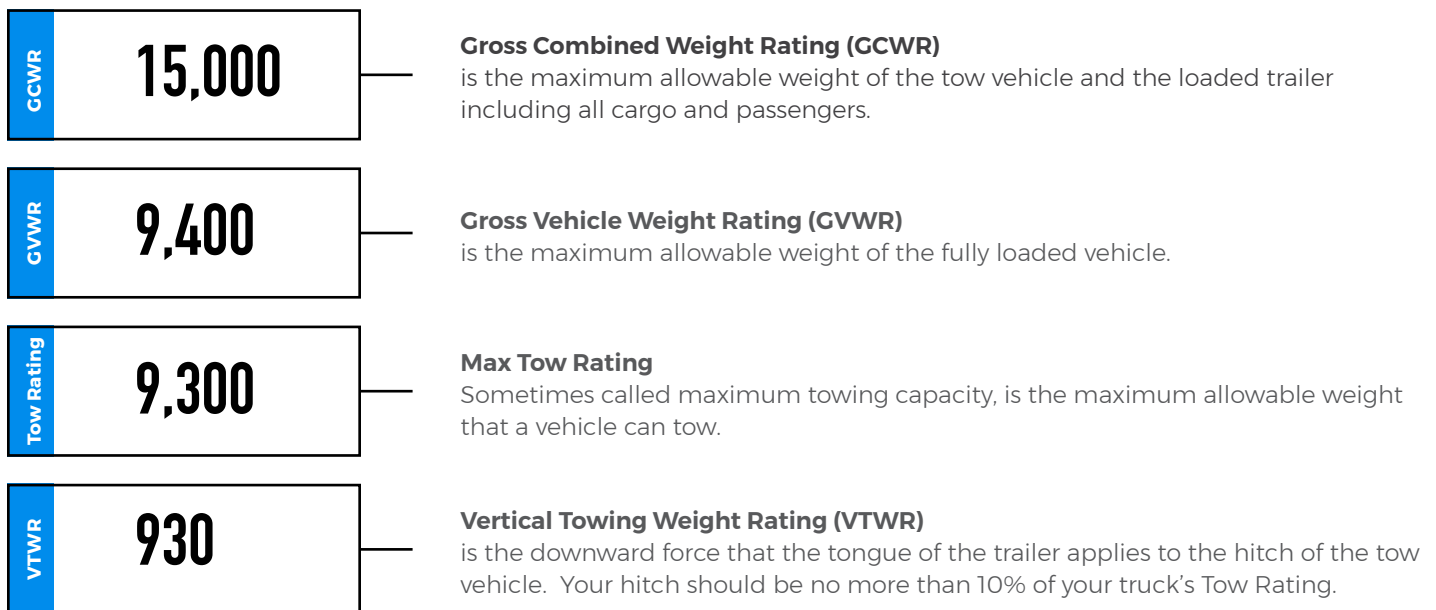 GCWR
15,000
Gross Combined Weight Rating (GCWR)
is the maximum allowable weight of the tow vehicle and the loaded trailer
including all cargo and passengers.
GVWR
9,400
Gross Vehicle Weight Rating (GVWR)
is the maximum allowable weight of the fully loaded vehicle.
Tow Rating
9,300
Max Tow Rating
Sometimes called maximum towing capacity, is the maximum allowable weight
that a vehicle can tow.
VTWR
930
Vertical Towing Weight Rating (VTWR)
is the downward force that the tongue of the trailer applies to the hitch of the tow
vehicle.  Your hitch should be no more than 10% of your truck's Tow Rating.